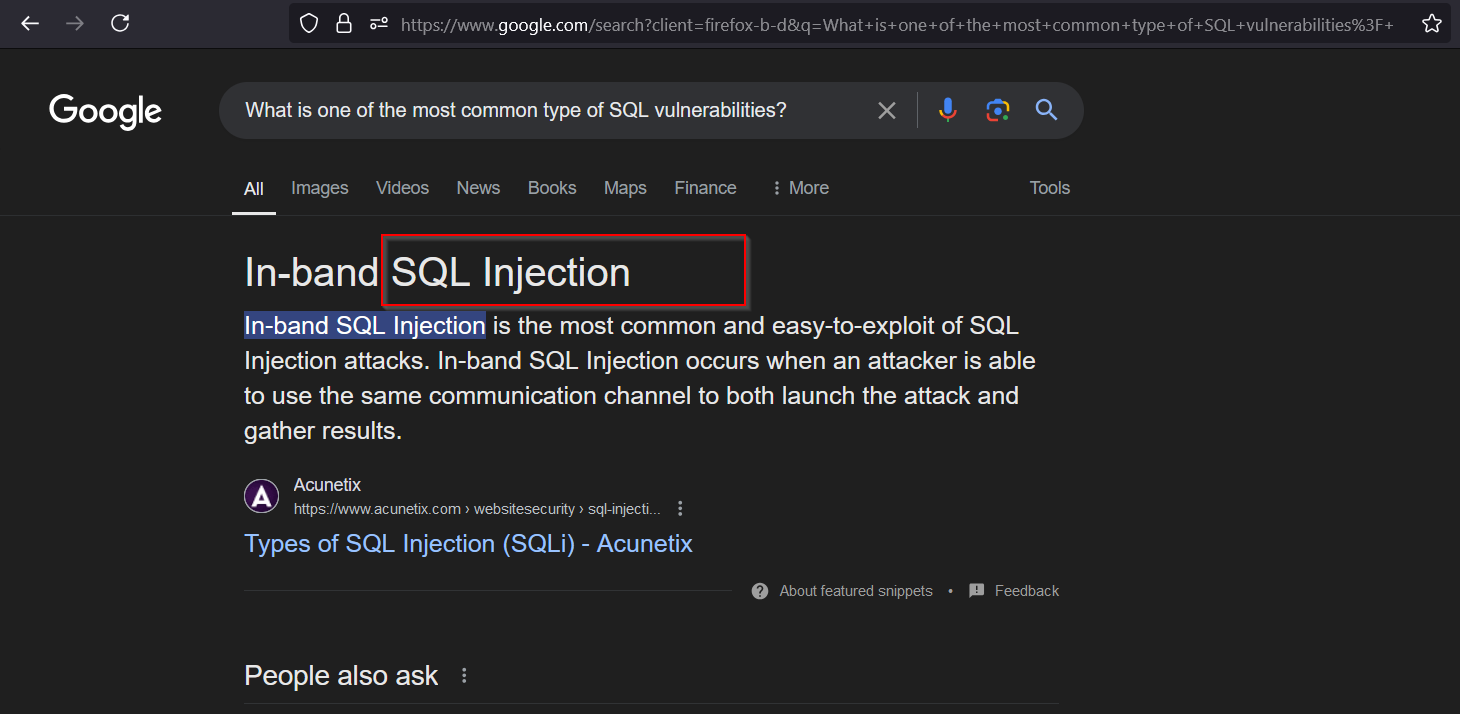 https://www.google.com/search?client=firefox-b-d&q=What+is+one+of+the+most+common+type+of+SQL+vulnerabilities%3F+
Google
What is one of the most common type of SQL vulnerabilities?
All Images Videos News Books Maps Finance More Tools
In-band SQL Injection
In-band SQL Injection is the most common and easy-to-exploit of SQL
Injection attacks. In-band SQL Injection occurs when an attacker is able
to use the same communication channel to both launch the attack and
gather results.
A
Acunetix
https://www.acunetix.com › websitesecurity › sql-injecti...
Types of SQL Injection (SQLi) - Acunetix
About featured snippets • Feedback
People also ask